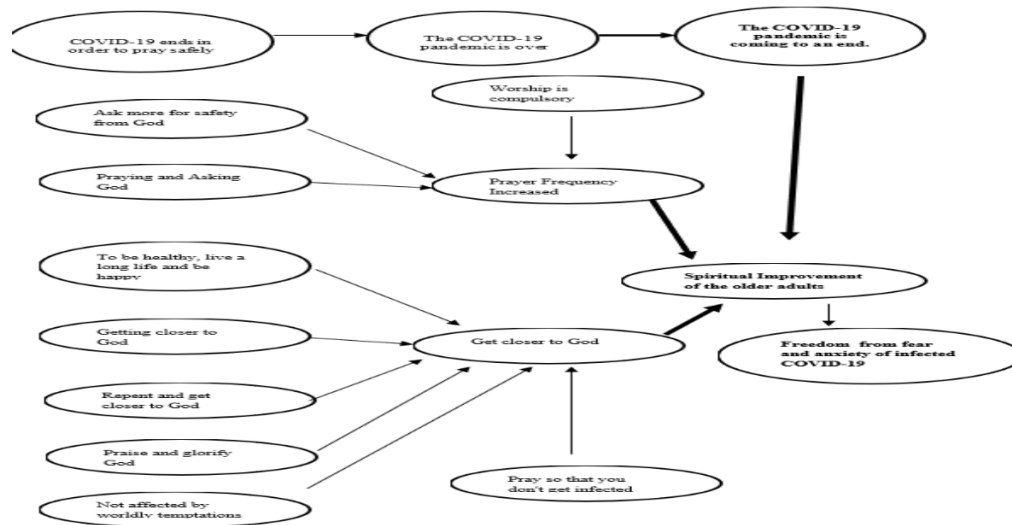 COVID-19 ends in
order to pray safely
The COVID-19
pandemic is over
The COVID-19
pandemic is
coming to an end.
Worship is
compulsory
Ask more for safety
from God
Praying and Asking
God
Prayer Frequency
Increased
To be healthy, live a
long life and be
happy
Spiritual Improvement
of the older adults
Getting closer to
God
Get closer to God
Freedom from fear
and anxiety of infected
COVID-19
Repent and get
closer to God
Praise and glorify
God
Pray so that you
don't get infected
Not affected by
worldly temptations